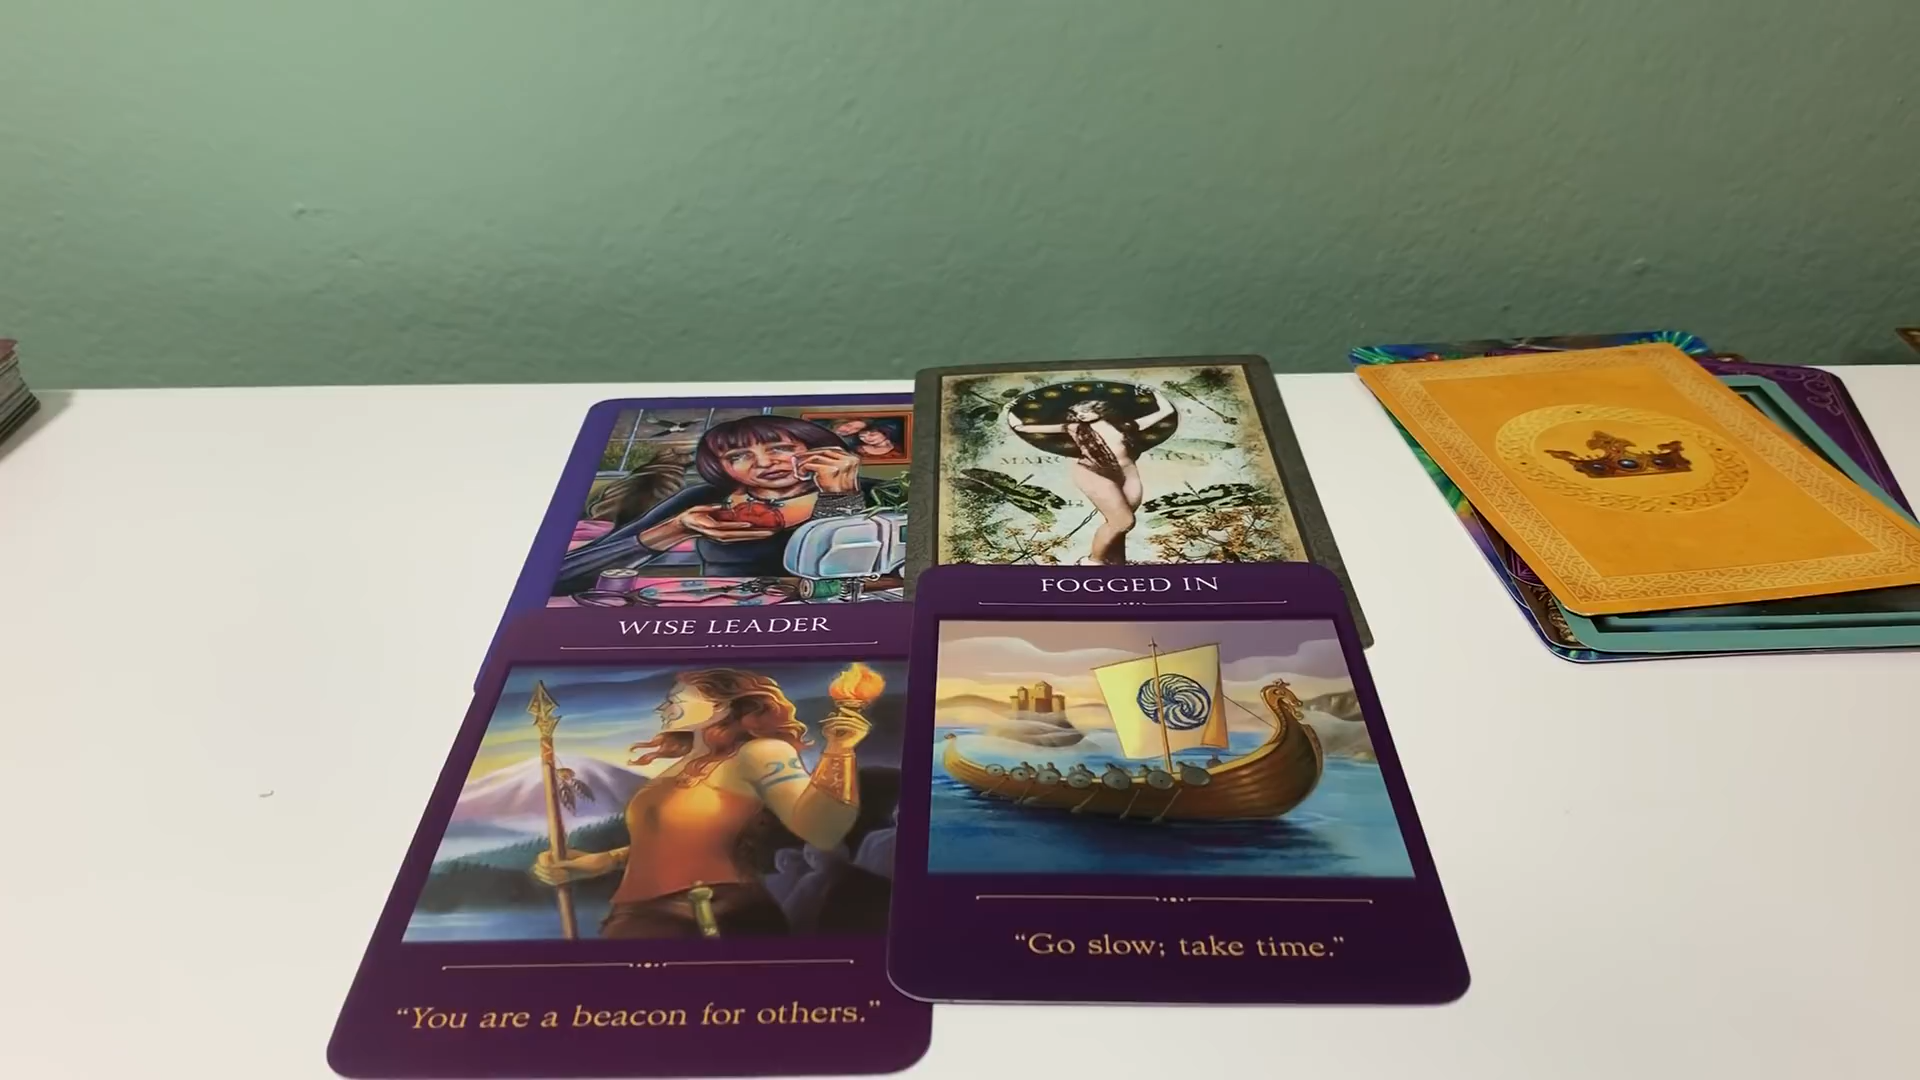 WISE LEADER
"You are a beacon for others."
FOGGED IN
"Go slow; take time."